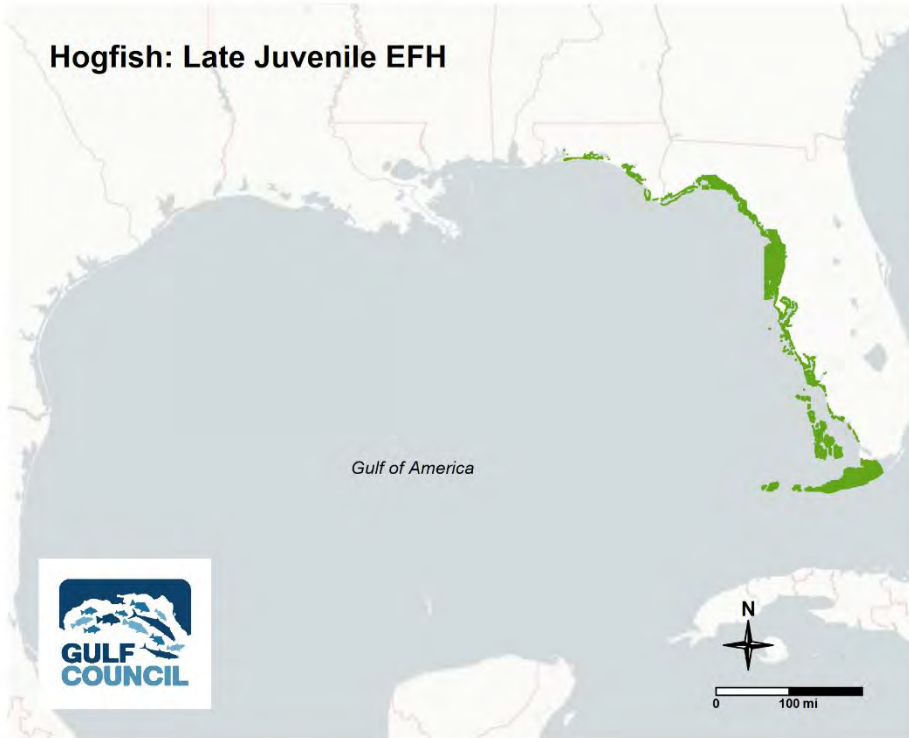 Hogfish: Late Juvenile EFH
Gulf of America
GULF
COUNCIL
N
0 100 mi